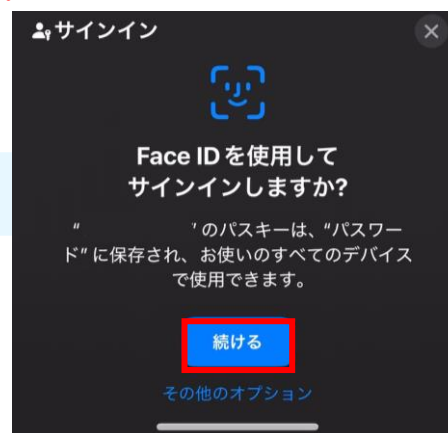 サインイン
Face IDを使用して
サインインしますか?
“ ” のパスキーは、“パスワー
ド” に保存され、お使いのすべてのデバイス
で使用できます。
続ける
その他のオプション